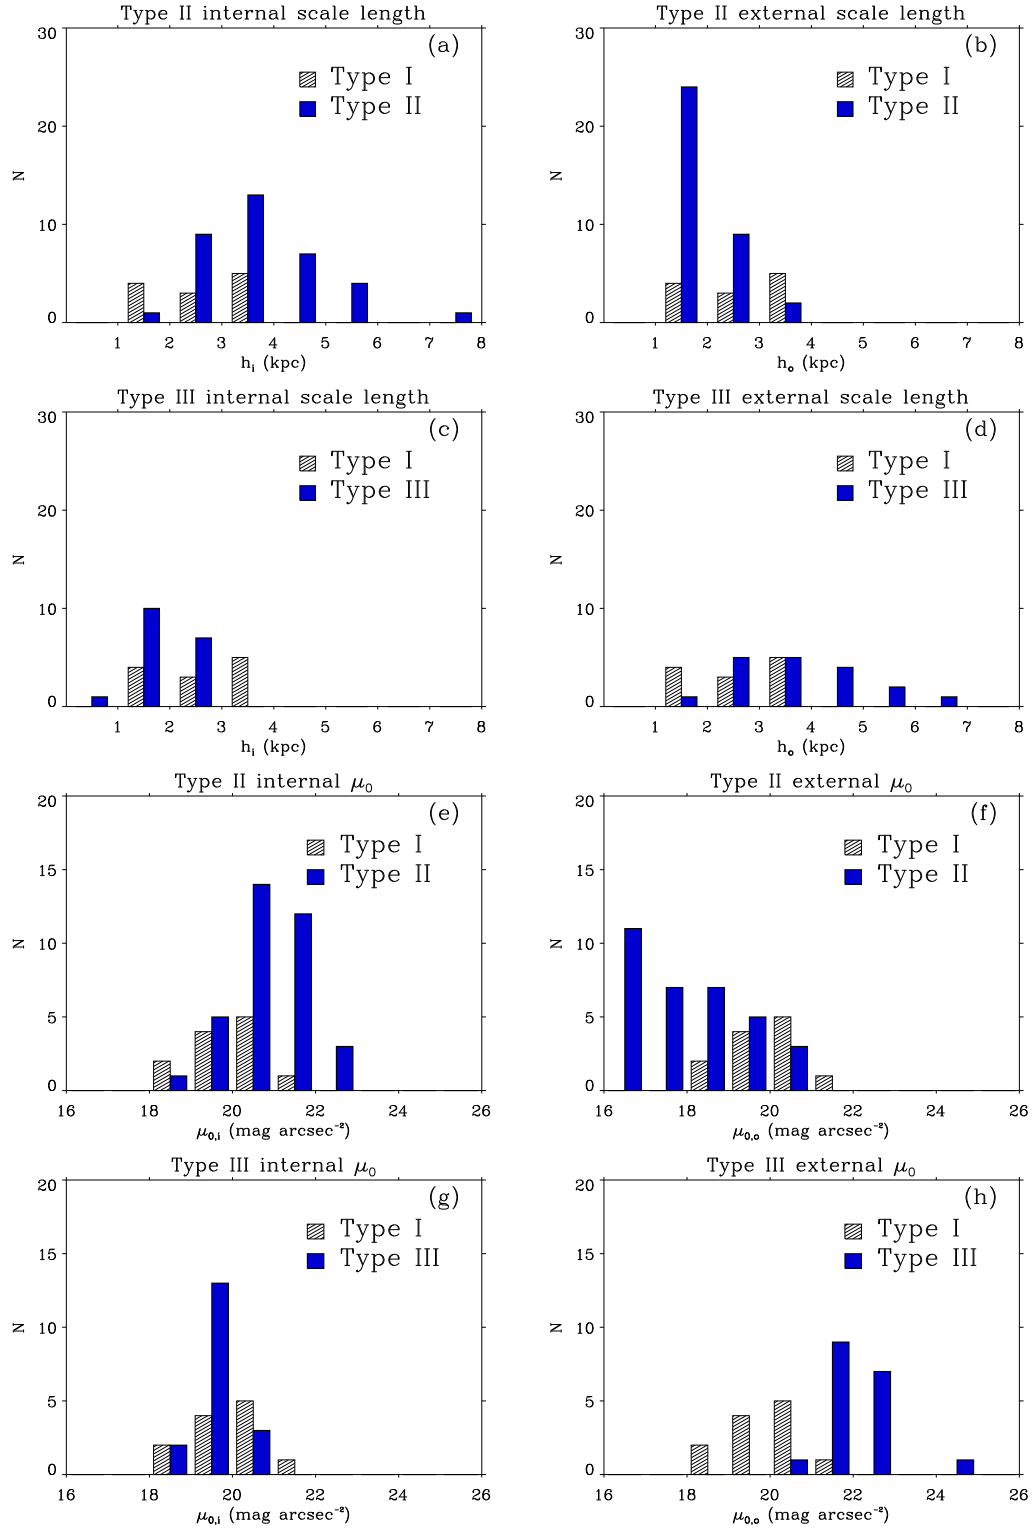 Type II internal scale length
(a)
Type I
Type II
30
20
10
0
N
1 2 3 4 5 6 7 8
h_i (kpc)
Type II external scale length
(b)
Type I
Type II
30
20
10
0
N
1 2 3 4 5 6 7 8
h_o (kpc)
Type III internal scale length
(c)
Type I
Type III
30
20
10
0
N
1 2 3 4 5 6 7 8
h_i (kpc)
Type III external scale length
(d)
Type I
Type III
30
20
10
0
N
1 2 3 4 5 6 7 8
h_o (kpc)
Type II internal μ₀
(e)
Type I
Type II
20
15
10
5
0
N
16 18 20 22 24 26
μ_0,i (mag arcsec⁻²)
Type II external μ₀
(f)
Type I
Type II
20
15
10
5
0
N
16 18 20 22 24 26
μ_0,o (mag arcsec⁻²)
Type III internal μ₀
(g)
Type I
Type III
20
15
10
5
0
N
16 18 20 22 24 26
μ_0,i (mag arcsec⁻²)
Type III external μ₀
(h)
Type I
Type III
20
15
10
5
0
N
16 18 20 22 24 26
μ_0,o (mag arcsec⁻²)